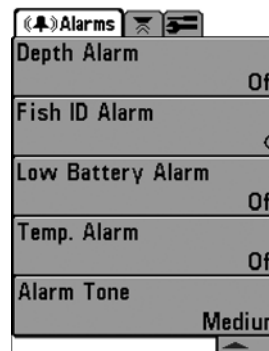 Alarms
Depth Alarm
Of
Fish ID Alarm
Low Battery Alarm
Of
Temp. Alarm
Of
Alarm Tone
Mediur